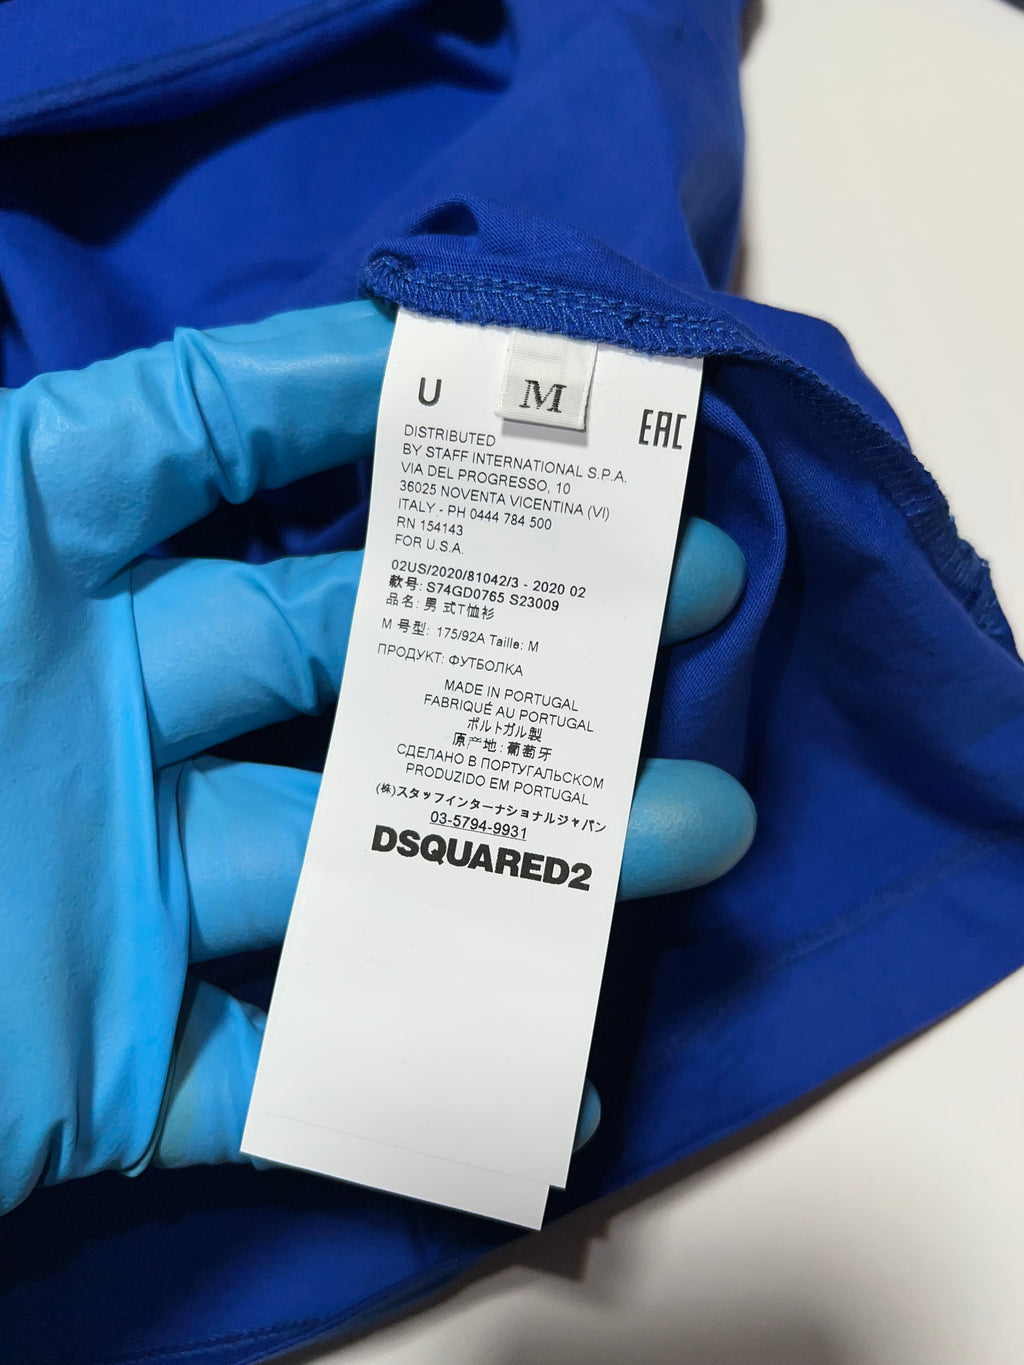 U
M
EAC
DISTRIBUTED
BY STAFF INTERNATIONAL S.P.A.
VIA DEL PROGRESSO, 10
36025 NOVENTA VICENTINA (VI)
ITALY - PH 0444 784 500
RN 154143
FOR U.S.A.
02US/2020/81042/3 - 2020 02
款号: S74GD0765 S23009
品名: 男 式T恤衫
M 号型: 175/92A Taille: M
ПРОДУКТ: ФУТБОЛКА
MADE IN PORTUGAL
FABRIQUÉ AU PORTUGAL
ポルトガル製
原产地: 葡萄牙
СДЕЛАНО В ПОРТУГАЛЬСКОМ
PRODUZIDO EM PORTUGAL
(株)スタッフインターナショナルジャパン
03-5794-9931
DSQUARED2